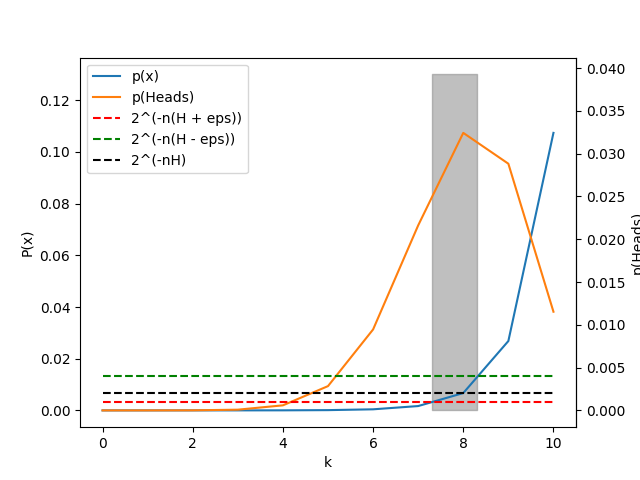 p(x)
p(Heads)
2^(-n(H + eps))
2^(-n(H - eps))
2^(-nH)
P(x)
0.12
0.10
0.08
0.06
0.04
0.02
0.00
0.040
0.035
0.030
0.025
0.020
0.015
0.010
0.005
0.000
p(Heads)
0 2 4 6 8 10
k